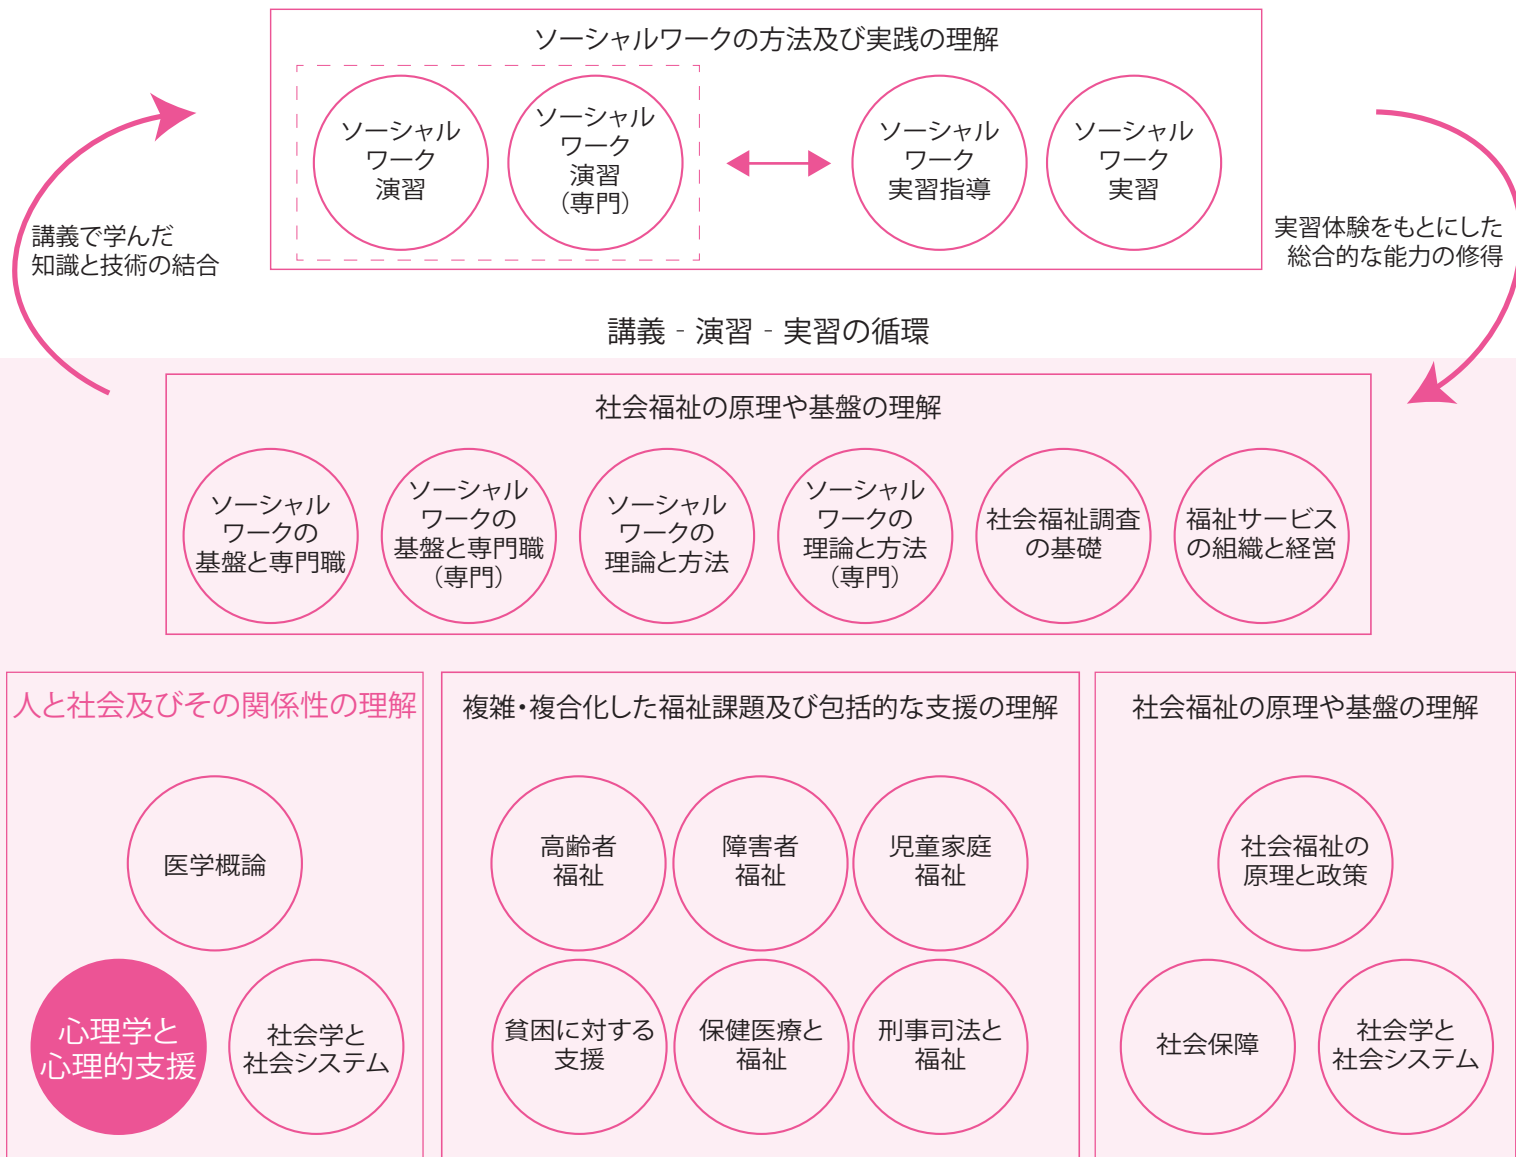 ソーシャルワークの方法及び実践の理解
ソーシャル
ワーク
演習
ソーシャル
ワーク
演習
（専門）
ソーシャル
ワーク
実習指導
ソーシャル
ワーク
実習
講義で学んだ
知識と技術の結合
実習体験をもとにした
総合的な能力の修得
講義 - 演習 - 実習の循環
社会福祉の原理や基盤の理解
ソーシャル
ワークの
基盤と専門職
ソーシャル
ワークの
基盤と専門職
（専門）
ソーシャル
ワークの
理論と方法
ソーシャル
ワークの
理論と方法
（専門）
社会福祉調査
の基礎
福祉サービス
の組織と経営
人と社会及びその関係性の理解
医学概論
心理学と
心理的支援
社会学と
社会システム
複雑・複合化した福祉課題及び包括的な支援の理解
高齢者
福祉
障害者
福祉
児童家庭
福祉
貧困に対する
支援
保健医療と
福祉
刑事司法と
福祉
社会福祉の原理や基盤の理解
社会福祉の
原理と政策
社会保障
社会学と
社会システム